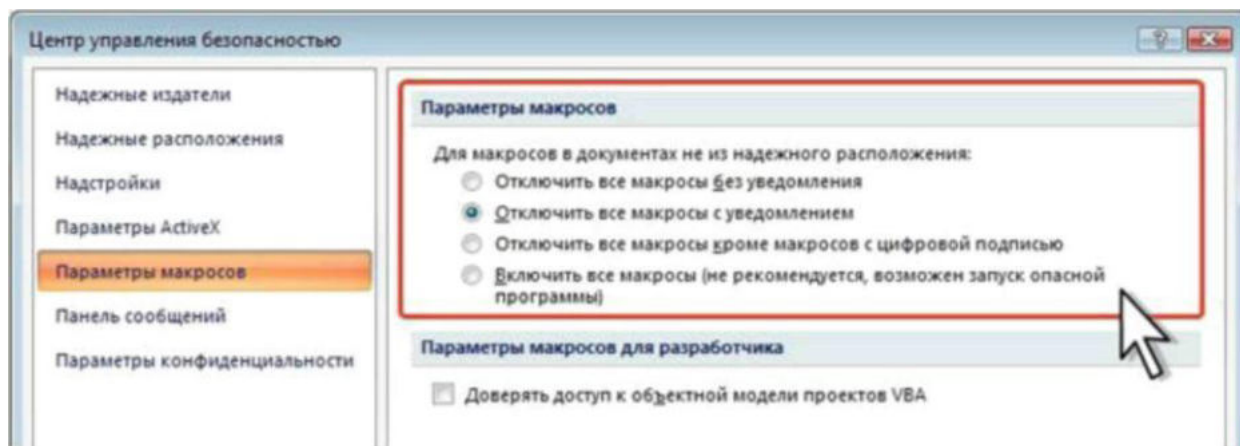 Центр управления безопасностью
Надежные издатели
Надежные расположения
Надстройки
Параметры ActiveX
Параметры макросов
Панель сообщений
Параметры конфиденциальности
Параметры макросов
Для макросов в документах не из надежного расположения:
Отключить все макросы без уведомления
Отключить все макросы с уведомлением
Отключить все макросы кроме макросов с цифровой подписью
Включить все макросы (не рекомендуется, возможен запуск опасной
программы)
Параметры макросов для разработчика
Доверять доступ к объектной модели проектов VBA